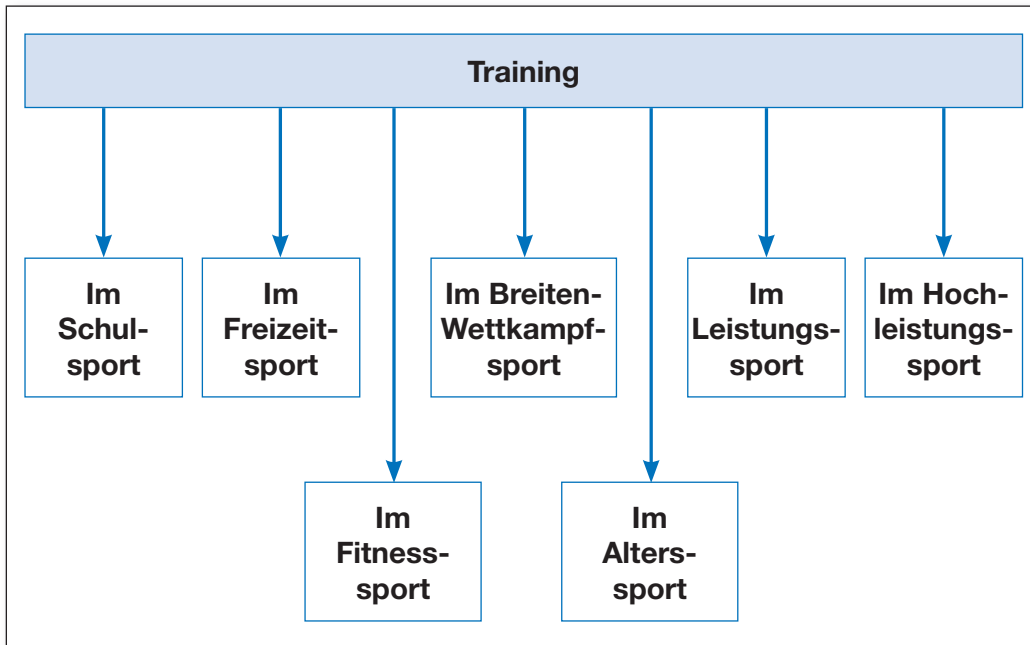 Training
Im
Schul-
sport
Im
Freizeit-
sport
Im Breiten-
Wettkampf-
sport
Im
Leistungs-
sport
Im Hoch-
leistungs-
sport
Im
Fitness-
sport
Im
Alters-
sport